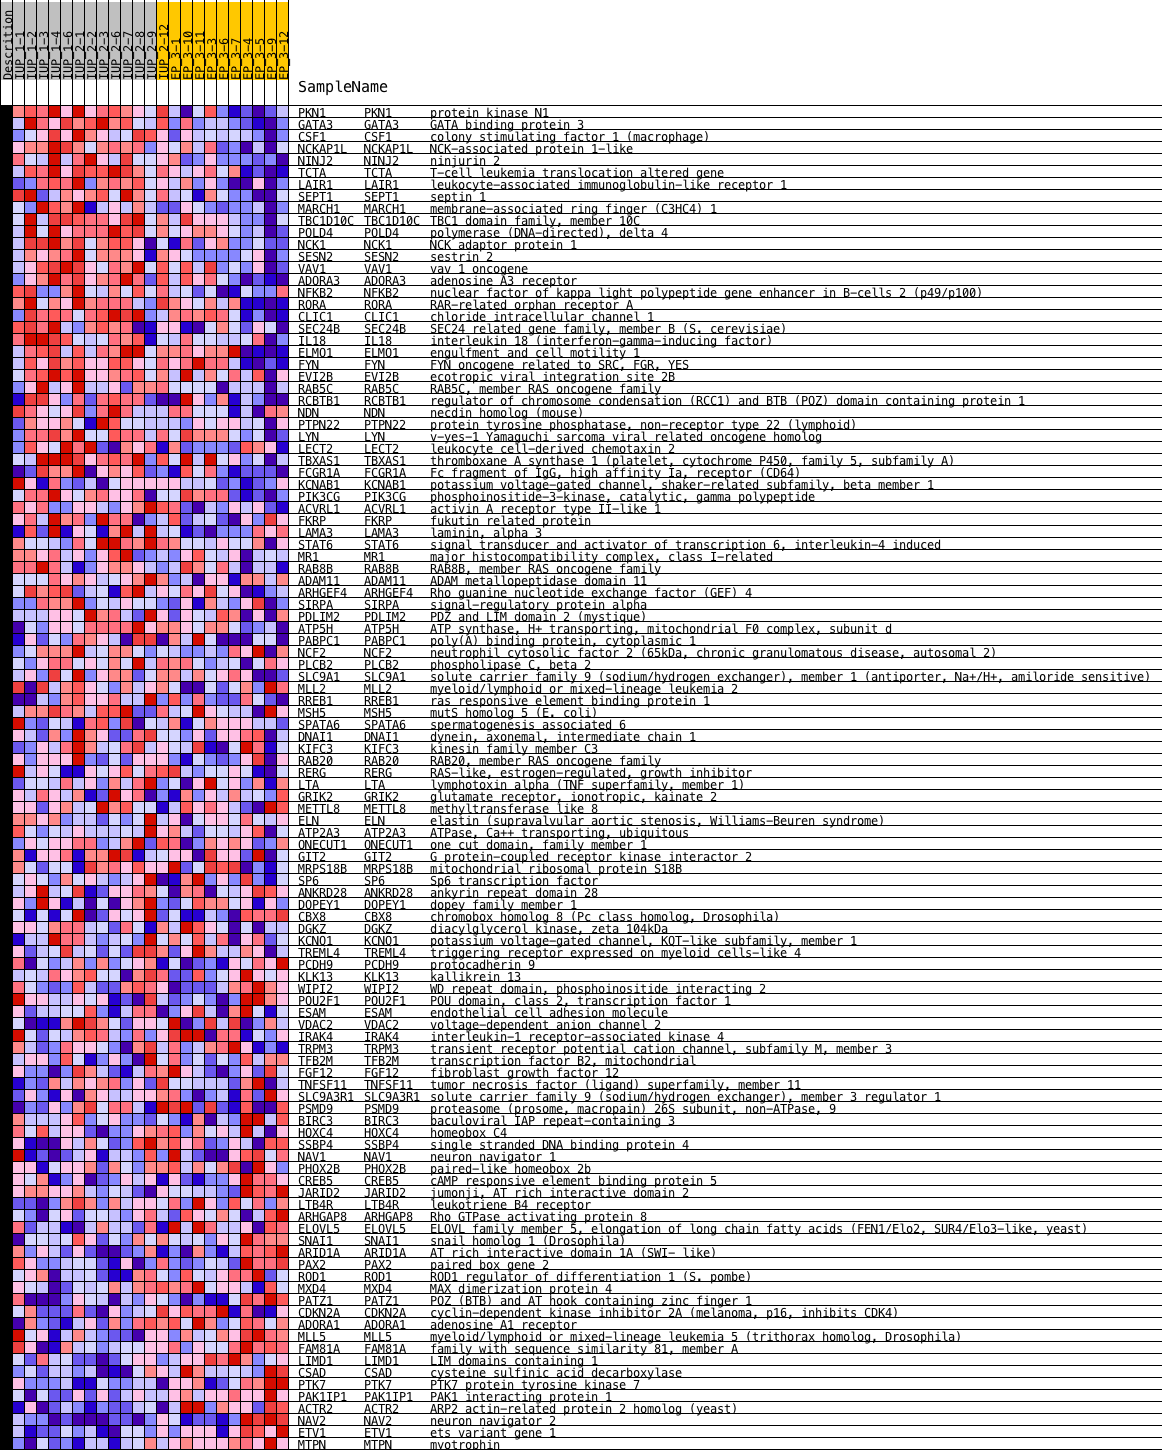 Descrition
TUP_1-1
TUP_1-2
TUP_1-3
TUP_1-4
TUP_1-6
TUP_2-1
TUP_2-2
TUP_2-3
TUP_2-6
TUP_2-7
TUP_2-8
TUP_2-9
TUP_2-12
EP_3-1
EP_3-10
EP_3-11
EP_3-3
EP_3-6
EP_3-7
EP_3-4
EP_3-5
EP_3-9
EP_3-12
SampleName
PKN1 PKN1 protein kinase N1
GATA3 GATA3 GATA binding protein 3
CSF1 CSF1 colony stimulating factor 1 (macrophage)
NCKAP1L NCKAP1L NCK-associated protein 1-like
NINJ2 NINJ2 ninjurin 2
TCTA TCTA T-cell leukemia translocation altered gene
LAIR1 LAIR1 leukocyte-associated immunoglobulin-like receptor 1
SEPT1 SEPT1 septin 1
MARCH1 MARCH1 membrane-associated ring finger (C3HC4) 1
TBC1D10C TBC1D10C TBC1 domain family, member 10C
POLD4 POLD4 polymerase (DNA-directed), delta 4
NCK1 NCK1 NCK adaptor protein 1
SESN2 SESN2 sestrin 2
VAV1 VAV1 vav 1 oncogene
ADORA3 ADORA3 adenosine A3 receptor
NFKB2 NFKB2 nuclear factor of kappa light polypeptide gene enhancer in B-cells 2 (p49/p100)
RORA RORA RAR-related orphan receptor A
CLIC1 CLIC1 chloride intracellular channel 1
SEC24B SEC24B SEC24 related gene family, member B (S. cerevisiae)
IL18 IL18 interleukin 18 (interferon-gamma-inducing factor)
ELMO1 ELMO1 engulfment and cell motility 1
FYN FYN FYN oncogene related to SRC, FGR, YES
EVI2B EVI2B ecotropic viral integration site 2B
RAB5C RAB5C RAB5C, member RAS oncogene family
RCBTB1 RCBTB1 regulator of chromosome condensation (RCC1) and BTB (POZ) domain containing protein 1
NDN NDN necdin homolog (mouse)
PTPN22 PTPN22 protein tyrosine phosphatase, non-receptor type 22 (lymphoid)
LYN LYN v-yes-1 Yamaguchi sarcoma viral related oncogene homolog
LECT2 LECT2 leukocyte cell-derived chemotaxin 2
TBXAS1 TBXAS1 thromboxane A synthase 1 (platelet, cytochrome P450, family 5, subfamily A)
FCGR1A FCGR1A Fc fragment of IgG, high affinity Ia, receptor (CD64)
KCNAB1 KCNAB1 potassium voltage-gated channel, shaker-related subfamily, beta member 1
PIK3CG PIK3CG phosphoinositide-3-kinase, catalytic, gamma polypeptide
ACVRL1 ACVRL1 activin A receptor type II-like 1
FKRP FKRP fukutin related protein
LAMA3 LAMA3 laminin, alpha 3
STAT6 STAT6 signal transducer and activator of transcription 6, interleukin-4 induced
MR1 MR1 major histocompatibility complex, class I-related
RAB8B RAB8B RAB8B, member RAS oncogene family
ADAM11 ADAM11 ADAM metallopeptidase domain 11
ARHGEF4 ARHGEF4 Rho guanine nucleotide exchange factor (GEF) 4
SIRPA SIRPA signal-regulatory protein alpha
PDLIM2 PDLIM2 PDZ and LIM domain 2 (mystique)
ATP5H ATP5H ATP synthase, H+ transporting, mitochondrial F0 complex, subunit d
PABPC1 PABPC1 poly(A) binding protein, cytoplasmic 1
NCF2 NCF2 neutrophil cytosolic factor 2 (65kDa, chronic granulomatous disease, autosomal 2)
PLCB2 PLCB2 phospholipase C, beta 2
SLC9A1 SLC9A1 solute carrier family 9 (sodium/hydrogen exchanger), member 1 (antiporter, Na+/H+, amiloride sensitive)
MLL2 MLL2 myeloid/lymphoid or mixed-lineage leukemia 2
RREB1 RREB1 ras responsive element binding protein 1
MSH5 MSH5 mutS homolog 5 (E. coli)
SPATA6 SPATA6 spermatogenesis associated 6
DNAI1 DNAI1 dynein, axonemal, intermediate chain 1
KIFC3 KIFC3 kinesin family member C3
RAB20 RAB20 RAB20, member RAS oncogene family
RERG RERG RAS-like, estrogen-regulated, growth inhibitor
LTA LTA lymphotoxin alpha (TNF superfamily, member 1)
GRIK2 GRIK2 glutamate receptor, ionotropic, kainate 2
METTL8 METTL8 methyltransferase like 8
ELN ELN elastin (supravalvular aortic stenosis, Williams-Beuren syndrome)
ATP2A3 ATP2A3 ATPase, Ca++ transporting, ubiquitous
ONECUT1 ONECUT1 one cut domain, family member 1
GIT2 GIT2 G protein-coupled receptor kinase interactor 2
MRPS18B MRPS18B mitochondrial ribosomal protein S18B
SP6 SP6 Sp6 transcription factor
ANKRD28 ANKRD28 ankyrin repeat domain 28
DOPEY1 DOPEY1 dopey family member 1
CBX8 CBX8 chromobox homolog 8 (Pc class homolog, Drosophila)
DGKZ DGKZ diacylglycerol kinase, zeta 104kDa
KCNQ1 KCNQ1 potassium voltage-gated channel, KQT-like subfamily, member 1
TREML4 TREML4 triggering receptor expressed on myeloid cells-like 4
PCDH9 PCDH9 protocadherin 9
KLK13 KLK13 kallikrein 13
WIPI2 WIPI2 WD repeat domain, phosphoinositide interacting 2
POU2F1 POU2F1 POU domain, class 2, transcription factor 1
ESAM ESAM endothelial cell adhesion molecule
VDAC2 VDAC2 voltage-dependent anion channel 2
IRAK4 IRAK4 interleukin-1 receptor-associated kinase 4
TRPM3 TRPM3 transient receptor potential cation channel, subfamily M, member 3
TFB2M TFB2M transcription factor B2, mitochondrial
FGF12 FGF12 fibroblast growth factor 12
TNFSF11 TNFSF11 tumor necrosis factor (ligand) superfamily, member 11
SLC9A3R1 SLC9A3R1 solute carrier family 9 (sodium/hydrogen exchanger), member 3 regulator 1
PSMD9 PSMD9 proteasome (prosome, macropain) 26S subunit, non-ATPase, 9
BIRC3 BIRC3 baculoviral IAP repeat-containing 3
HOXC4 HOXC4 homeobox C4
SSBP4 SSBP4 single stranded DNA binding protein 4
NAV1 NAV1 neuron navigator 1
PHOX2B PHOX2B paired-like homeobox 2b
CREB5 CREB5 cAMP responsive element binding protein 5
JARID2 JARID2 jumonji, AT rich interactive domain 2
LTB4R LTB4R leukotriene B4 receptor
ARHGAP8 ARHGAP8 Rho GTPase activating protein 8
ELOVL5 ELOVL5 ELOVL family member 5, elongation of long chain fatty acids (FEN1/Elo2, SUR4/Elo3-like, yeast)
SNAI1 SNAI1 snail homolog 1 (Drosophila)
ARID1A ARID1A AT rich interactive domain 1A (SWI- like)
PAX2 PAX2 paired box gene 2
ROD1 ROD1 ROD1 regulator of differentiation 1 (S. pombe)
MXD4 MXD4 MAX dimerization protein 4
PATZ1 PATZ1 POZ (BTB) and AT hook containing zinc finger 1
CDKN2A CDKN2A cyclin-dependent kinase inhibitor 2A (melanoma, p16, inhibits CDK4)
ADORA1 ADORA1 adenosine A1 receptor
MLL5 MLL5 myeloid/lymphoid or mixed-lineage leukemia 5 (trithorax homolog, Drosophila)
FAM81A FAM81A family with sequence similarity 81, member A
LIMD1 LIMD1 LIM domains containing 1
CSAD CSAD cysteine sulfinic acid decarboxylase
PTK7 PTK7 PTK7 protein tyrosine kinase 7
PAK1IP1 PAK1IP1 PAK1 interacting protein 1
ACTR2 ACTR2 ARP2 actin-related protein 2 homolog (yeast)
NAV2 NAV2 neuron navigator 2
ETV1 ETV1 ets variant gene 1
MTPN MTPN myotrophin